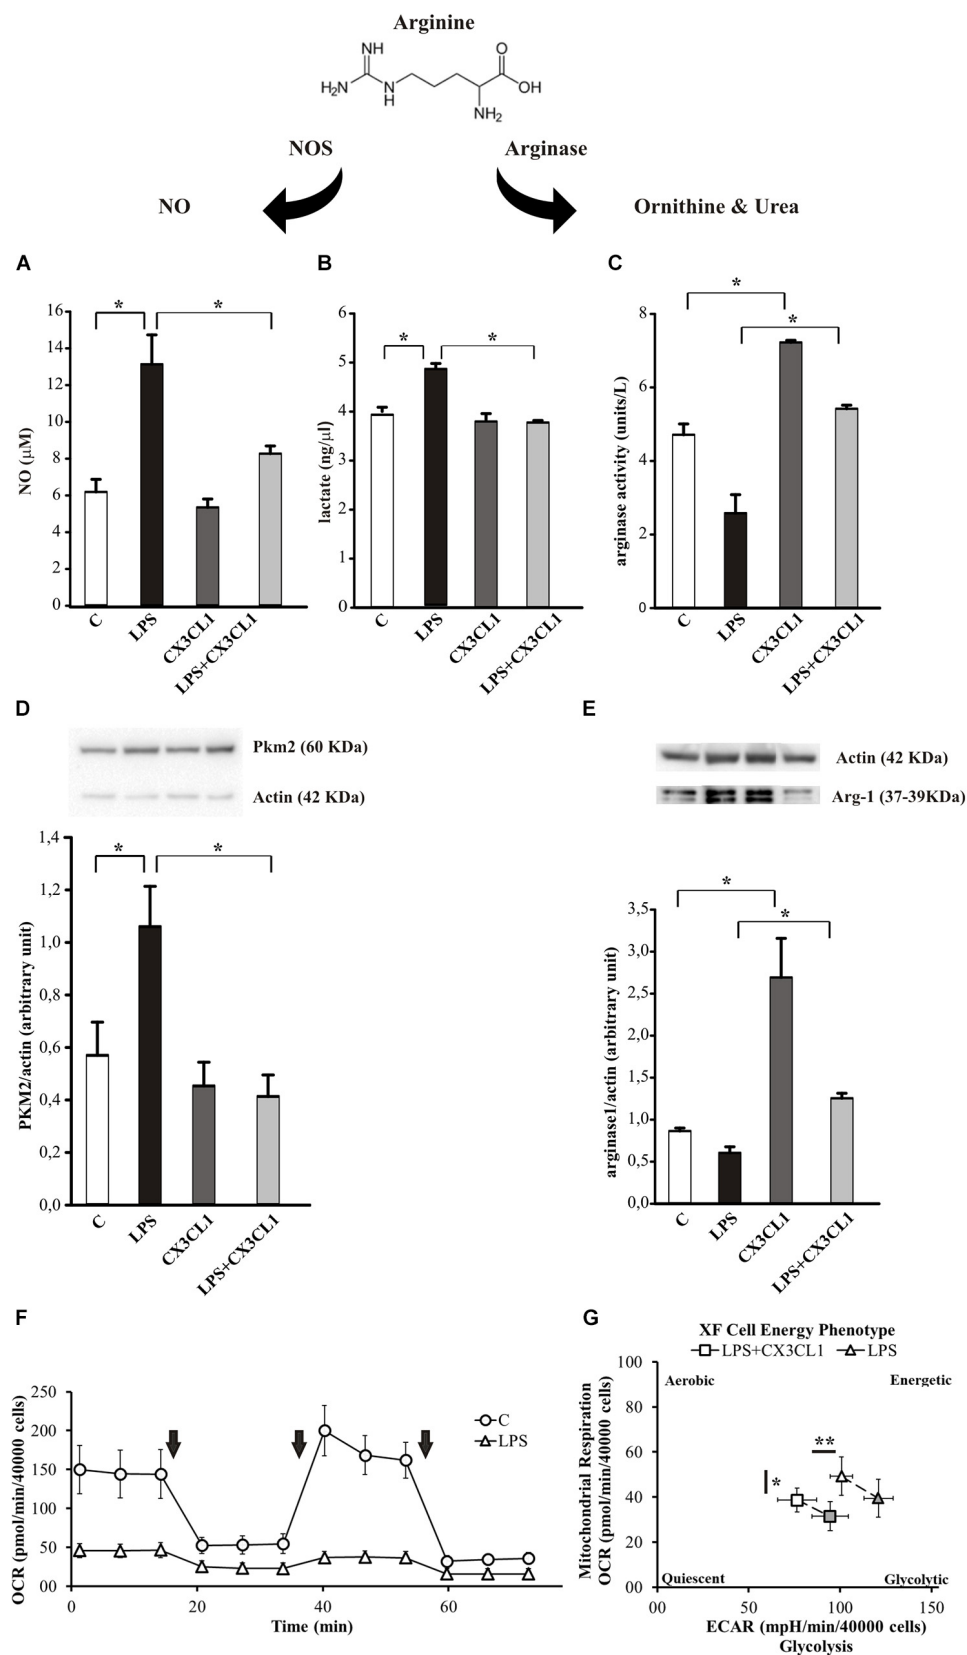 Arginine
NH
H₂N
N
H
O
OH
NH₂
NOS
Arginase
NO
Ornithine & Urea
A
B
C
16
14
12
10
8
6
4
2
0
NO (μM)
*
*
C
LPS
CX3CL1
LPS+CX3CL1
6
5
4
3
2
1
0
lactate (ng/μl)
*
*
C
LPS
CX3CL1
LPS+CX3CL1
8
6
4
2
0
arginase activity (units/L)
*
*
C
LPS
CX3CL1
LPS+CX3CL1
D
E
Pkm2 (60 KDa)
Actin (42 KDa)
Actin (42 KDa)
Arg-1 (37-39KDa)
1,4
1,2
1,0
0,8
0,6
0,4
0,2
0,0
PKM2/actin (arbitrary unit)
*
*
C
LPS
CX3CL1
LPS+CX3CL1
3,5
3,0
2,5
2,0
1,5
1,0
0,5
0,0
arginase1/actin (arbitrary unit)
*
*
C
LPS
CX3CL1
LPS+CX3CL1
F
G
250
200
150
100
50
00
OCR (pmol/min/40000 cells)
C
LPS
0
20
40
60
Time (min)
XF Cell Energy Phenotype
LPS+CX3CL1
LPS
100
80
60
40
20
00
Mitochondrial Respiration
OCR (pmol/min/40000 cells)
Aerobic
Energetic
**
*
Quiescent
Glycolytic
00
50
100
150
ECAR (mpH/min/40000 cells)
Glycolysis